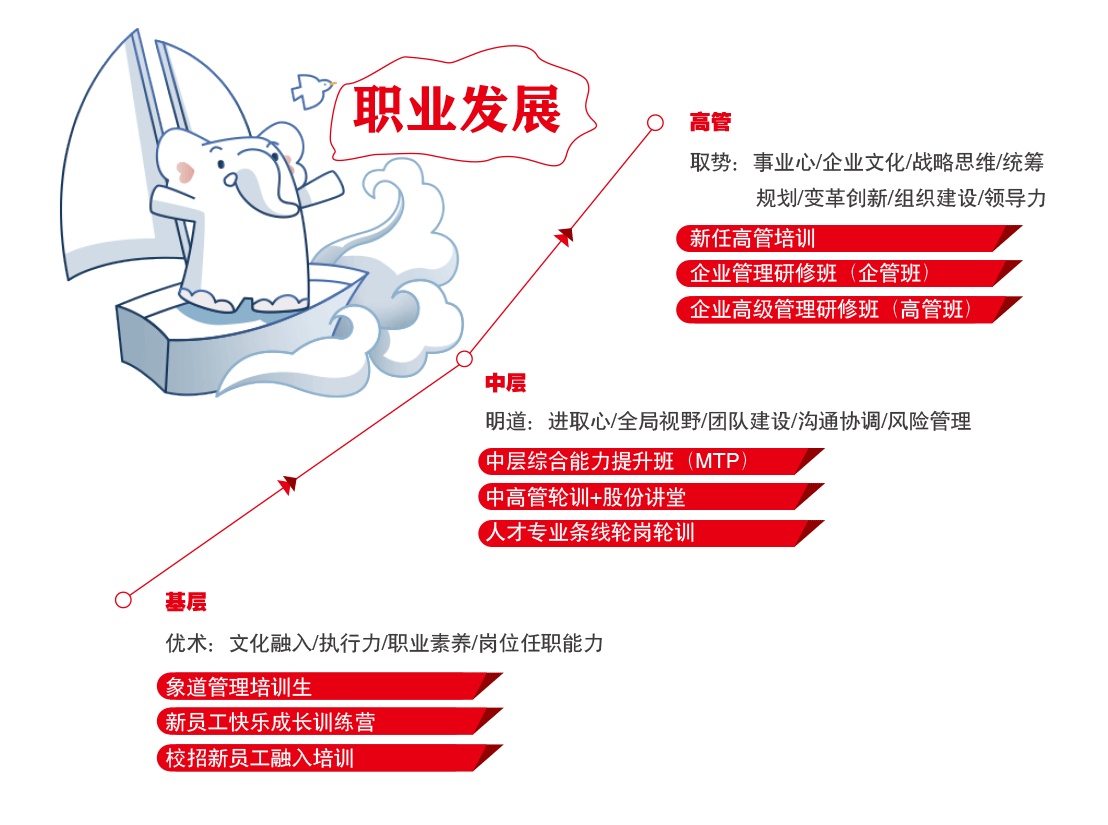 职业发展
高管
取势：事业心/企业文化/战略思维/统筹
规划/变革创新/组织建设/领导力
新任高管培训
企业管理研修班（企管班）
企业高级管理研修班（高管班）
中层
明道：进取心/全局视野/团队建设/沟通协调/风险管理
中层综合能力提升班（MTP）
中高管轮训+股份讲堂
人才专业条线轮岗轮训
基层
优术：文化融入/执行力/职业素养/岗位任职能力
象道管理培训生
新员工快乐成长训练营
校招新员工融入培训